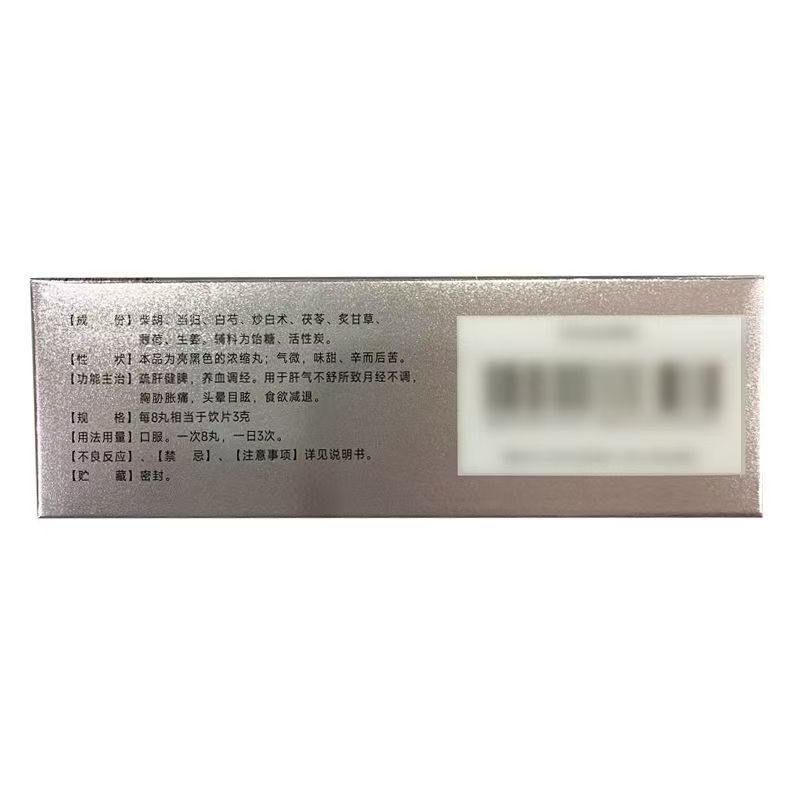 【成　　份】柴胡、当归、白芍、炒白术、茯苓、炙甘草、
薄荷、生姜。辅料为饴糖、活性炭。
【性　　状】本品为亮黑色的浓缩丸；气微，味甜、辛而后苦。
【功能主治】疏肝健脾，养血调经。用于肝气不舒所致月经不调，
胸胁胀痛，头晕目眩，食欲减退。
【规　　格】每8丸相当于饮片3克
【用法用量】口服。一次8丸，一日3次。
【不良反应】、【禁　　忌】、【注意事项】详见说明书。
【贮　　藏】密封。